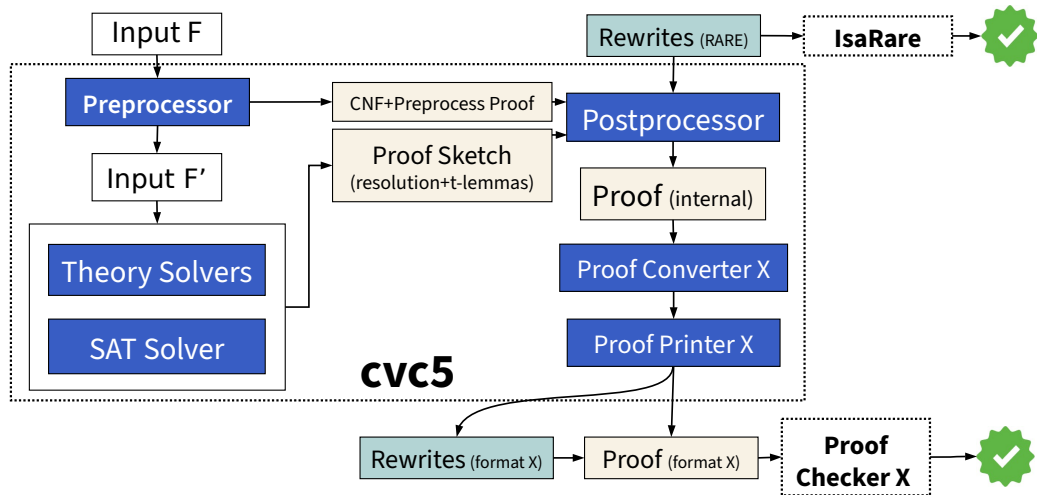 Input F
Rewrites (RARE)
IsaRare
Preprocessor
CNF+Preprocess Proof
Postprocessor
Proof Sketch
(resolution+t-lemmas)
Input F’
Proof (internal)
Theory Solvers
Proof Converter X
SAT Solver
Proof Printer X
cvc5
Rewrites (format X)
Proof (format X)
Proof
Checker X